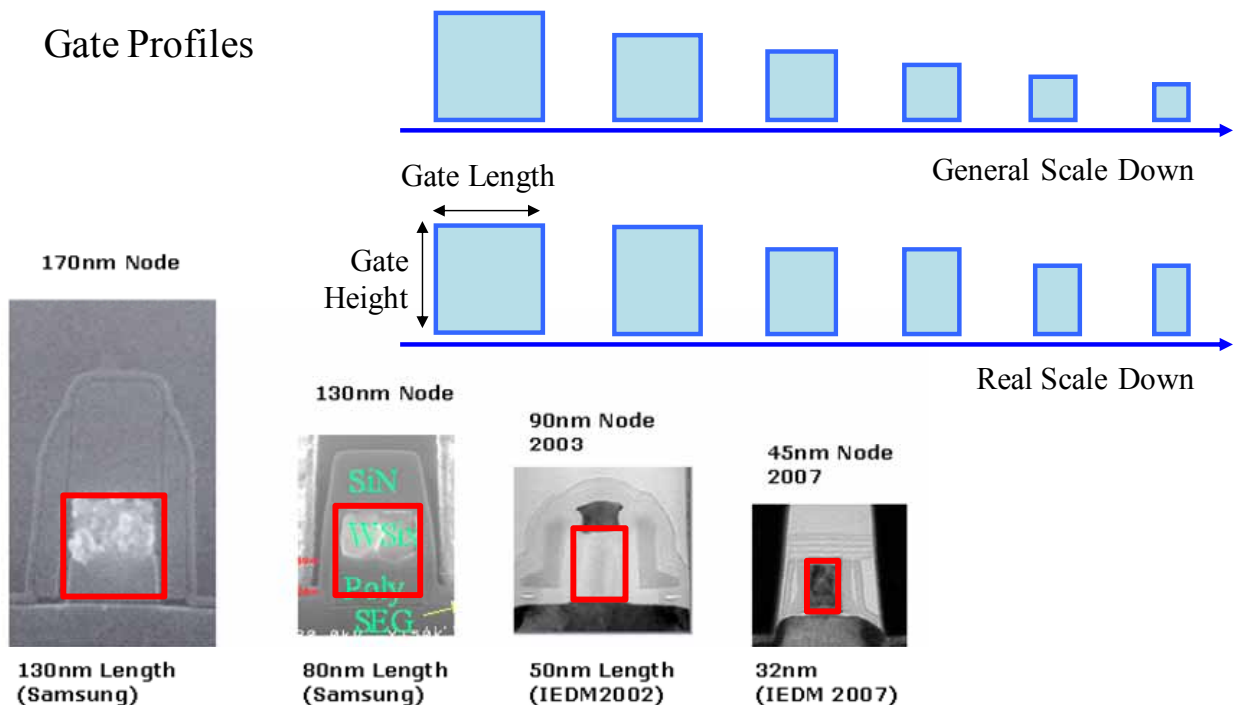 Gate Profiles
General Scale Down
Gate Length
Gate
Height
Real Scale Down
170nm Node
130nm Node
90nm Node
2003
45nm Node
2007
SiN
Poly
SEG
130nm Length
(Samsung)
80nm Length
(Samsung)
50nm Length
(IEDM2002)
32nm
(IEDM 2007)